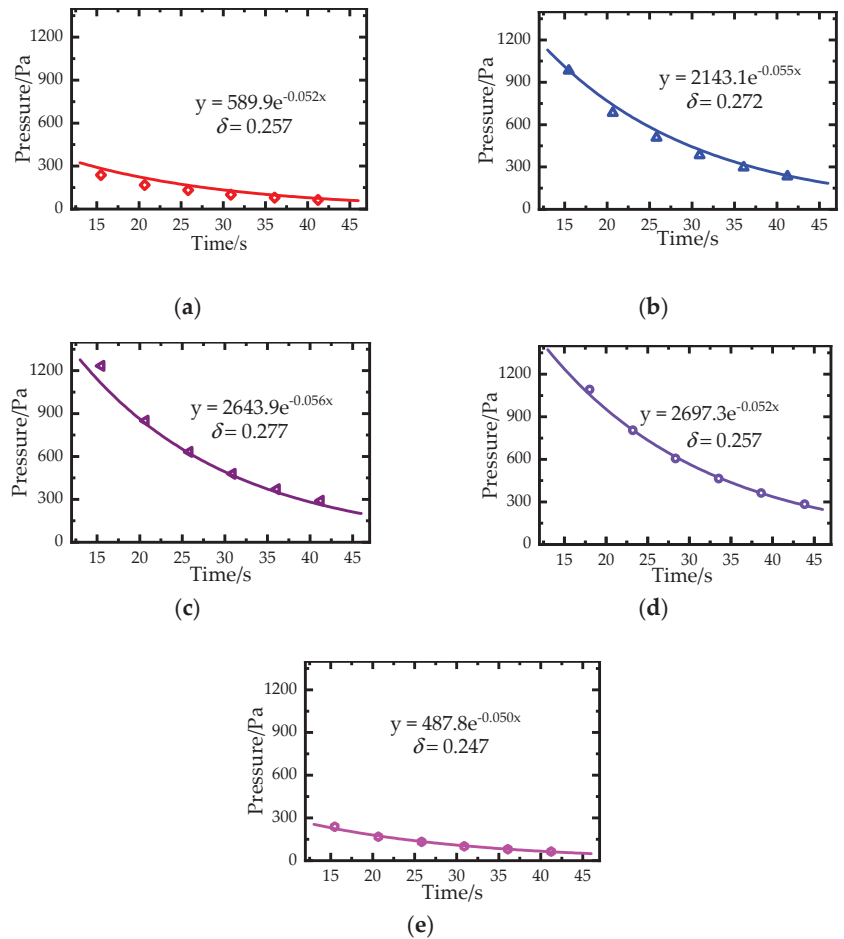 1200
900
600
300
0
Pressure/Pa
y = 589.9e^-0.052x
δ = 0.257
15 20 25 30 35 40 45
Time/s
(a)
1200
900
600
300
0
Pressure/Pa
y = 2143.1e^-0.055x
δ = 0.272
15 20 25 30 35 40 45
Time/s
(b)
1200
900
600
300
0
Pressure/Pa
y = 2643.9e^-0.056x
δ = 0.277
15 20 25 30 35 40 45
Time/s
(c)
1200
900
600
300
0
Pressure/Pa
y = 2697.3e^-0.052x
δ = 0.257
15 20 25 30 35 40 45
Time/s
(d)
1200
900
600
300
0
Pressure/Pa
y = 487.8e^-0.050x
δ = 0.247
15 20 25 30 35 40 45
Time/s
(e)